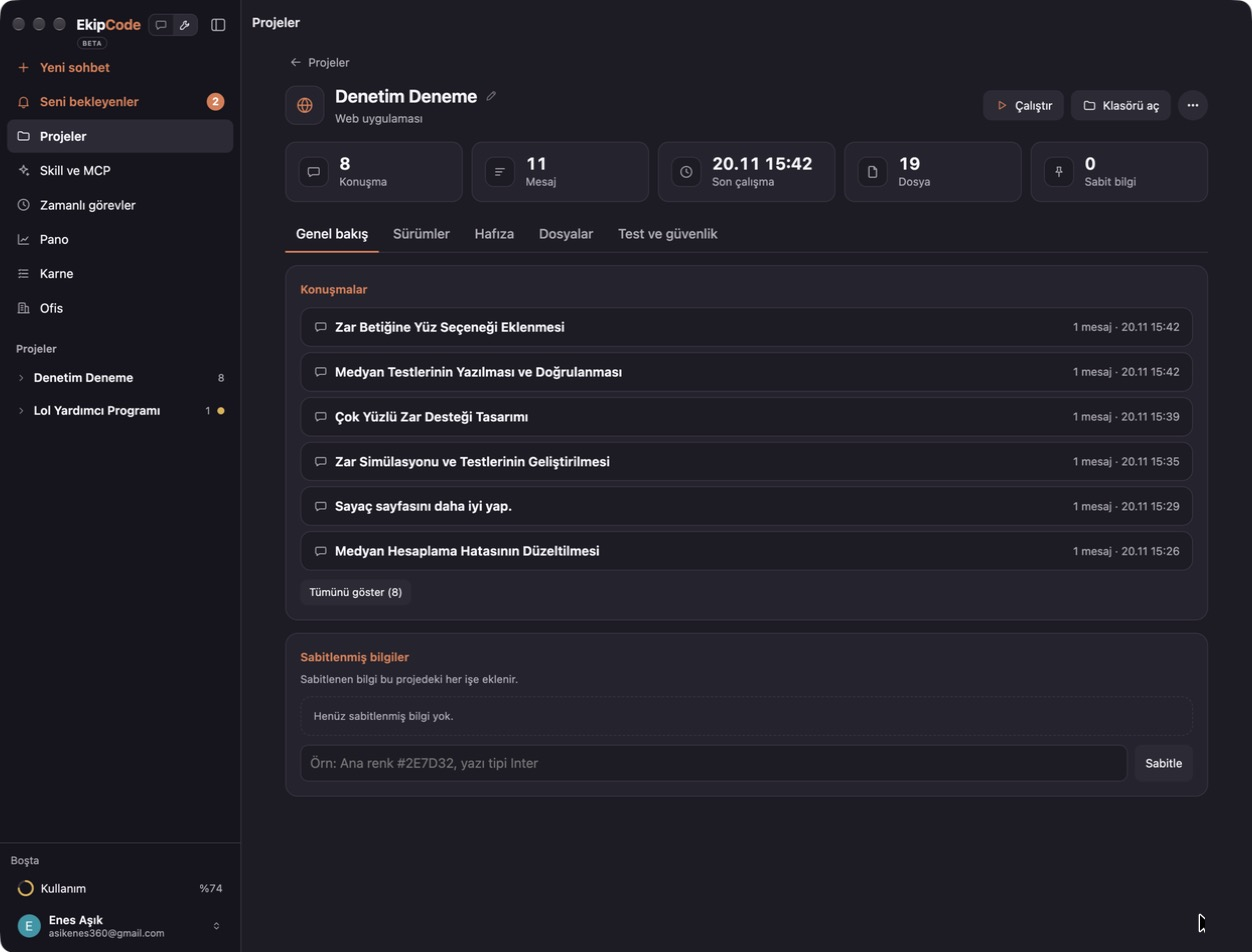 EkipCode
BETA
Yeni sohbet
Seni bekleyenler 2
Projeler
Skill ve MCP
Zamanlı görevler
Pano
Karne
Ofis
Projeler
Denetim Deneme 8
Lol Yardımcı Programı 1
Boşta
Kullanım %74
E
Enes Aşık
asikenes360@gmail.com
Projeler
Projeler
Denetim Deneme
Web uygulaması
Çalıştır
Klasörü aç
8
Konuşma
11
Mesaj
20.11 15:42
Son çalışma
19
Dosya
0
Sabit bilgi
Genel bakış Sürümler Hafıza Dosyalar Test ve güvenlik
Konuşmalar
Zar Betiğine Yüz Seçeneği Eklenmesi 1 mesaj · 20.11 15:42
Medyan Testlerinin Yazılması ve Doğrulanması 1 mesaj · 20.11 15:42
Çok Yüzlü Zar Desteği Tasarımı 1 mesaj · 20.11 15:39
Zar Simülasyonu ve Testlerinin Geliştirilmesi 1 mesaj · 20.11 15:35
Sayaç sayfasını daha iyi yap. 1 mesaj · 20.11 15:29
Medyan Hesaplama Hatasının Düzeltilmesi 1 mesaj · 20.11 15:26
Tümünü göster (8)
Sabitlenmiş bilgiler
Sabitlenen bilgi bu projedeki her işe eklenir.
Henüz sabitlenmiş bilgi yok.
Örn: Ana renk #2E7D32, yazı tipi Inter
Sabitle